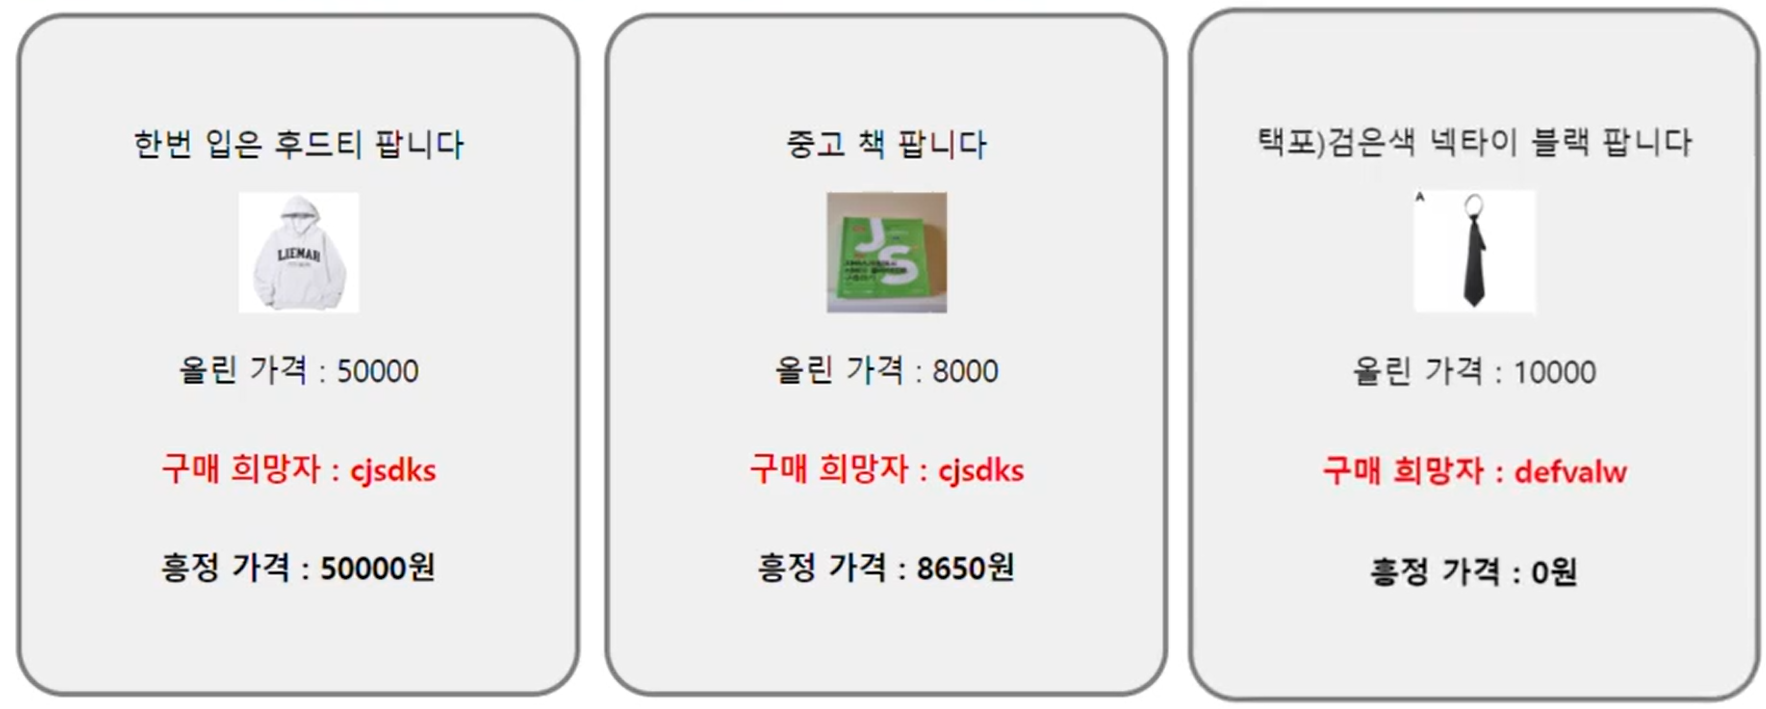 한번 입은 후드티 팝니다
LIEMAH
올린 가격 : 50000
구매 희망자 : cjsdks
흥정 가격 : 50000원
중고 책 팝니다
JS
올린 가격 : 8000
구매 희망자 : cjsdks
흥정 가격 : 8650원
택포)검은색 넥타이 블랙 팝니다
A
올린 가격 : 10000
구매 희망자 : defvalw
흥정 가격 : 0원